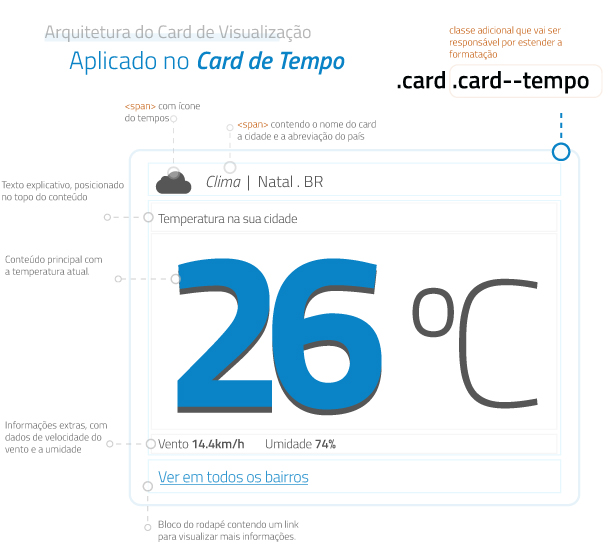 Arquitetura do Card de Visualização
Aplicado no Card de Tempo
classe adicional que vai ser
responsável por estender a
formatação
.card .card--tempo
<span> com ícone
do tempos
<span> contendo o nome do card
a cidade e a abreviação do país
Texto explicativo, posicionado
no topo do conteúdo
Clima | Natal . BR
Temperatura na sua cidade
Conteúdo principal com
a temperatura atual.
26 ºC
Informações extras, com
dados de velocidade do
vento e a umidade
Vento 14.4km/h Umidade 74%
Ver em todos os bairros
Bloco do rodapé contendo um link
para visualizar mais informações.